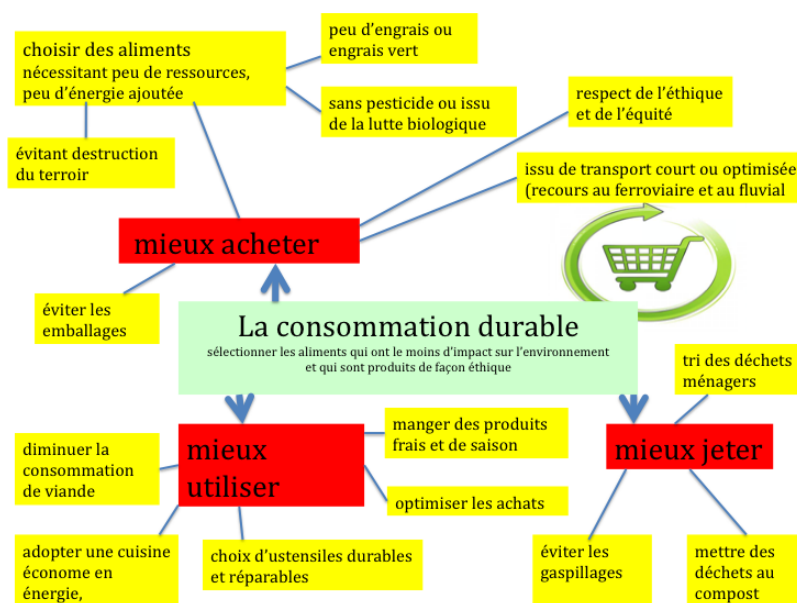 choisir des aliments
nécessitant peu de ressources,
peu d'énergie ajoutée
peu d'engrais ou
engrais vert
sans pesticide ou issu
de la lutte biologique
respect de l'éthique
et de l'équité
évitant destruction
du terroir
issu de transport court ou optimisée
(recours au ferroviaire et au fluvial
mieux acheter
éviter les
emballages
La consommation durable
sélectionner les aliments qui ont le moins d'impact sur l'environnement
et qui sont produits de façon éthique
tri des déchets
ménagers
mieux
utiliser
manger des produits
frais et de saison
mieux jeter
diminuer la
consommation
de viande
optimiser les achats
adopter une cuisine
économe en
énergie,
choix d'ustensiles durables
et réparables
éviter les
gaspillages
mettre des
déchets au
compost